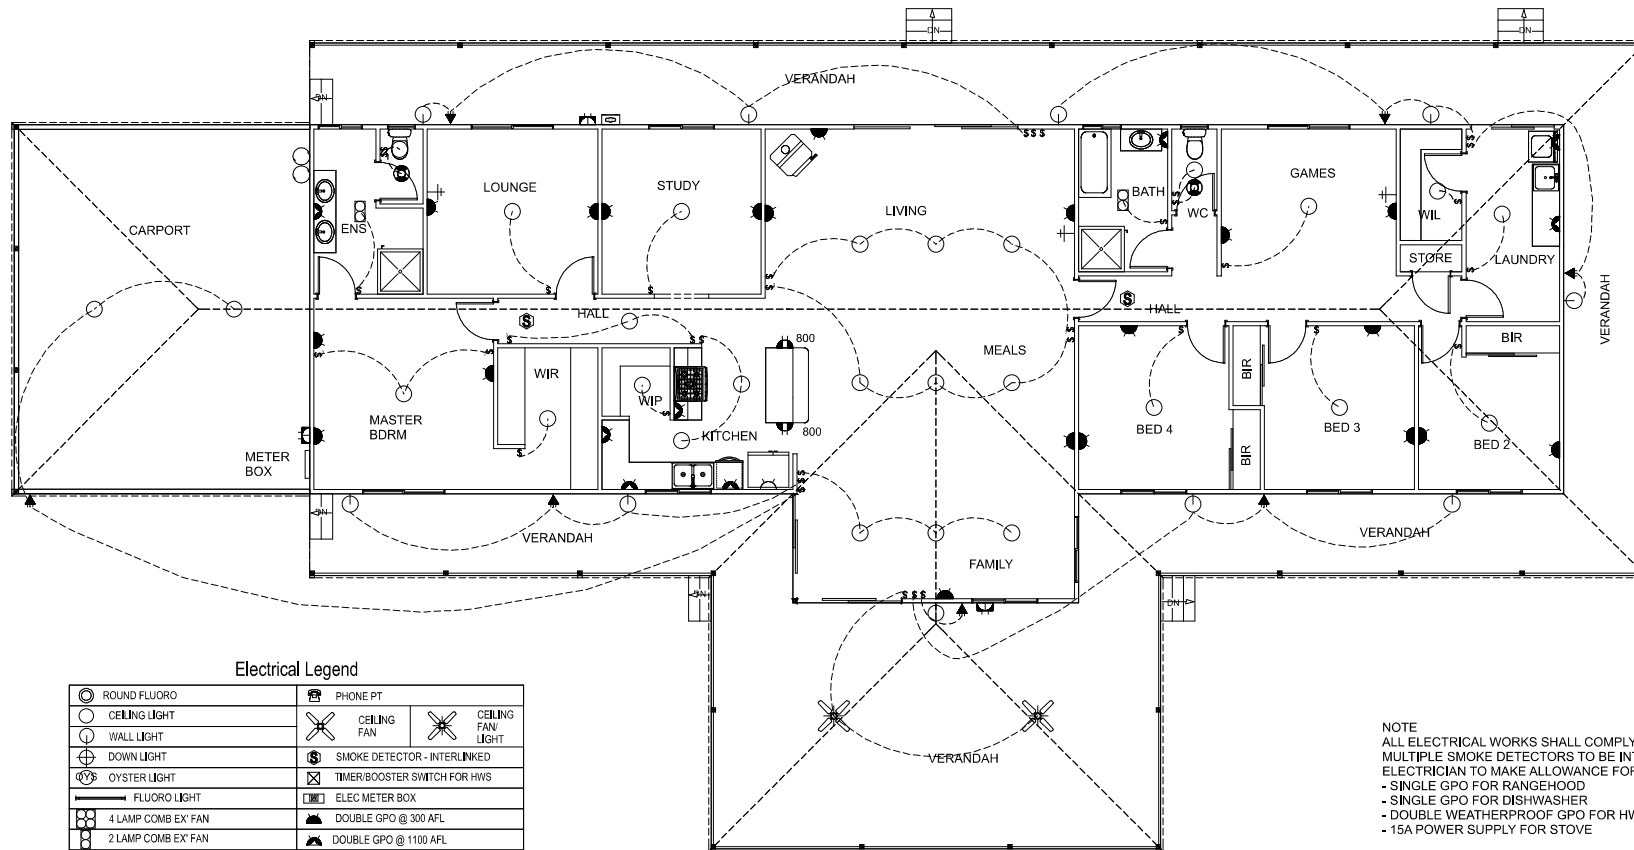 DN
DN
VERANDAH
DN
CARPORT
ENS
LOUNGE
STUDY
LIVING
BATH
WC
GAMES
WIL
STORE
LAUNDRY
VERANDAH
HALL
HALL
MEALS
800
BIR
WIR
WIP
BIR
MASTER
BDRM
KITCHEN
800
BED 4
BED 3
BED 2
BIR
METER
BOX
DN
VERANDAH
VERANDAH
FAMILY
DN
DN
VERANDAH
Electrical Legend
ROUND FLUORO
PHONE PT
CEILING LIGHT
CEILING
FAN
CEILING
FAN/
LIGHT
WALL LIGHT
DOWN LIGHT
S
SMOKE DETECTOR - INTERLINKED
OYS
OYSTER LIGHT
TIMER/BOOSTER SWITCH FOR HWS
FLUORO LIGHT
ELEC METER BOX
4 LAMP COMB EX' FAN
DOUBLE GPO @ 300 AFL
2 LAMP COMB EX' FAN
DOUBLE GPO @ 1100 AFL
NOTE
ALL ELECTRICAL WORKS SHALL COMPLY
MULTIPLE SMOKE DETECTORS TO BE IN
ELECTRICIAN TO MAKE ALLOWANCE FOR
- SINGLE GPO FOR RANGEHOOD
- SINGLE GPO FOR DISHWASHER
- DOUBLE WEATHERPROOF GPO FOR HW
- 15A POWER SUPPLY FOR STOVE